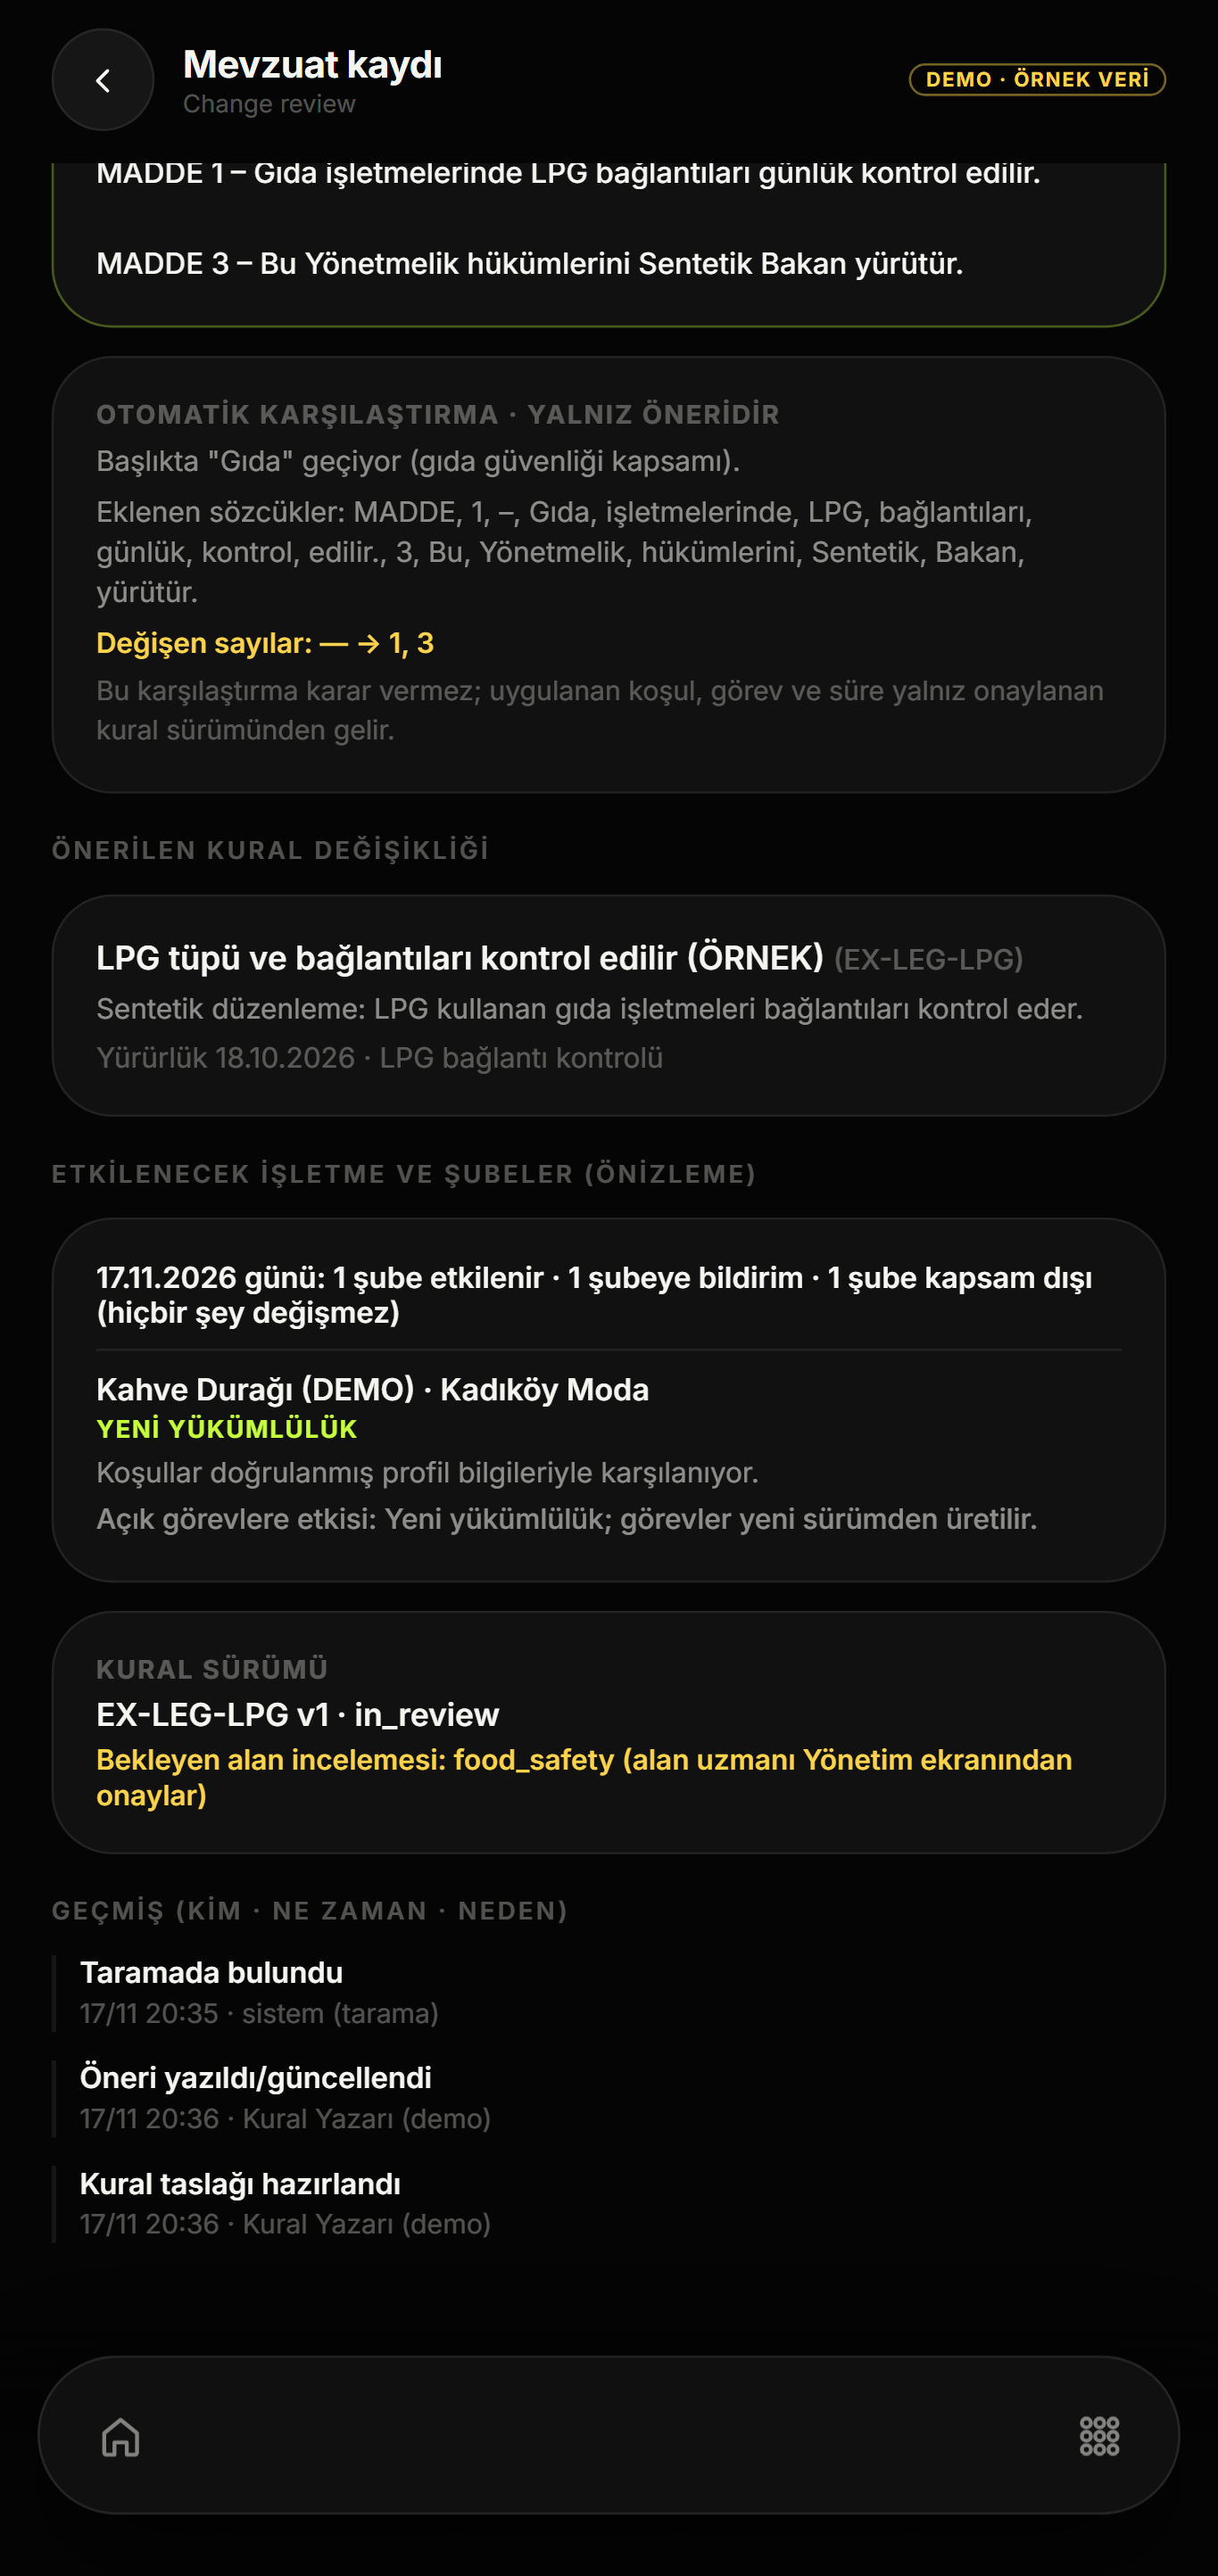 Mevzuat kaydı
Change review
DEMO · ÖRNEK VERİ
MADDE 1 – Gıda işletmelerinde LPG bağlantıları günlük kontrol edilir.
MADDE 3 – Bu Yönetmelik hükümlerini Sentetik Bakan yürütür.
OTOMATİK KARŞILAŞTIRMA · YALNIZ ÖNERİDİR
Başlıkta "Gıda" geçiyor (gıda güvenliği kapsamı).
Eklenen sözcükler: MADDE, 1, –, Gıda, işletmelerinde, LPG, bağlantıları,
günlük, kontrol, edilir., 3, Bu, Yönetmelik, hükümlerini, Sentetik, Bakan,
yürütür.
Değişen sayılar: — → 1, 3
Bu karşılaştırma karar vermez; uygulanan koşul, görev ve süre yalnız onaylanan
kural sürümünden gelir.
ÖNERİLEN KURAL DEĞİŞİKLİĞİ
LPG tüpü ve bağlantıları kontrol edilir (ÖRNEK) (EX-LEG-LPG)
Sentetik düzenleme: LPG kullanan gıda işletmeleri bağlantıları kontrol eder.
Yürürlük 18.10.2026 · LPG bağlantı kontrolü
ETKİLENECEK İŞLETME VE ŞUBELER (ÖNİZLEME)
17.11.2026 günü: 1 şube etkilenir · 1 şubeye bildirim · 1 şube kapsam dışı
(hiçbir şey değişmez)
Kahve Durağı (DEMO) · Kadıköy Moda
YENİ YÜKÜMLÜLÜK
Koşullar doğrulanmış profil bilgileriyle karşılanıyor.
Açık görevlere etkisi: Yeni yükümlülük; görevler yeni sürümden üretilir.
KURAL SÜRÜMÜ
EX-LEG-LPG v1 · in_review
Bekleyen alan incelemesi: food_safety (alan uzmanı Yönetim ekranından
onaylar)
GEÇMİŞ (KİM · NE ZAMAN · NEDEN)
Taramada bulundu
17/11 20:35 · sistem (tarama)
Öneri yazıldı/güncellendi
17/11 20:36 · Kural Yazarı (demo)
Kural taslağı hazırlandı
17/11 20:36 · Kural Yazarı (demo)